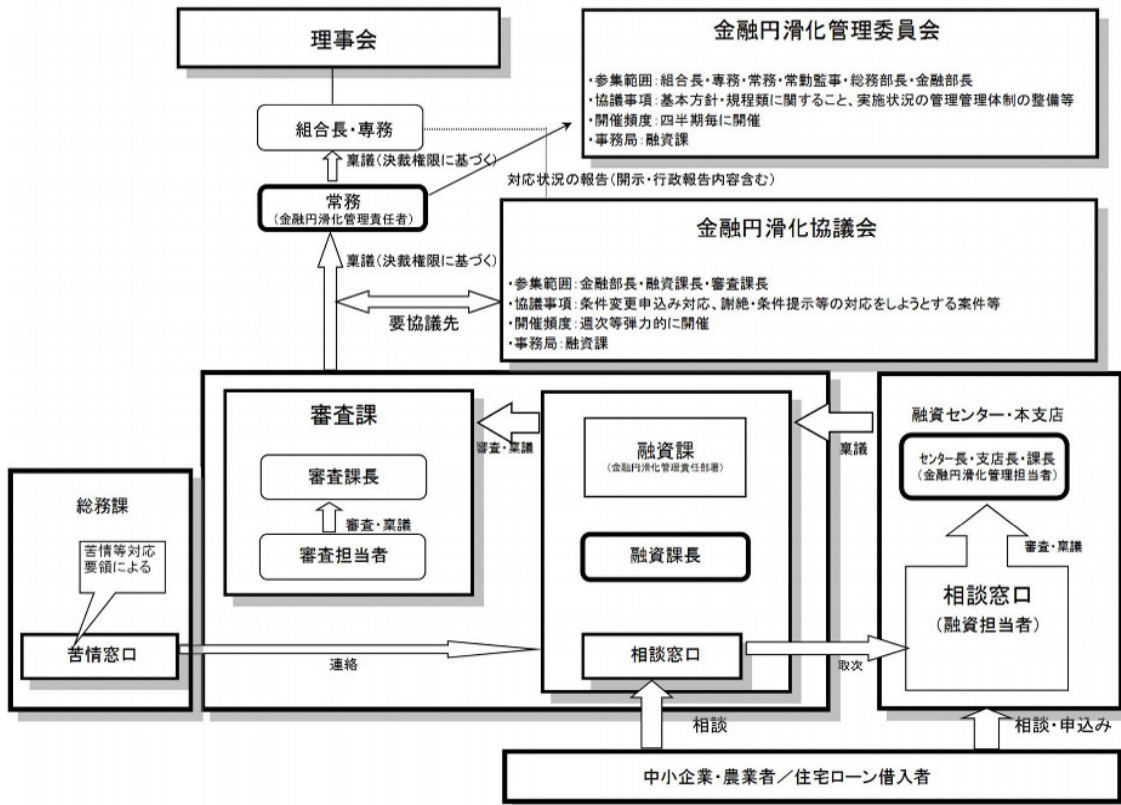 理事会
金融円滑化管理委員会
・参集範囲：組合長・専務・常務・常勤監事・総務部長・金融部長
・協議事項：基本方針・規程類に関すること、実施状況の管理管理体制の整備等
・開催頻度：四半期毎に開催
・事務局：融資課
組合長・専務
稟議（決裁権限に基づく）
対応状況の報告（開示・行政報告内容含む）
常務
（金融円滑化管理責任者）
金融円滑化協議会
・参集範囲：金融部長・融資課長・審査課長
・協議事項：条件変更申込み対応、謝絶・条件提示等の対応をしようとする案件等
・開催頻度：週次等弾力的に開催
・事務局：融資課
稟議（決裁権限に基づく）
要協議先
審査課
審査課長
審査・稟議
審査担当者
審査・稟議
融資課
（金融円滑化管理責任部署）
融資課長
相談窓口
稟議
融資センター・本支店
センター長・支店長・課長
（金融円滑化管理担当者）
審査・稟議
相談窓口
（融資担当者）
総務課
苦情等対応
要領による
苦情窓口
連絡
取次
相談
相談・申込み
中小企業・農業者／住宅ローン借入者